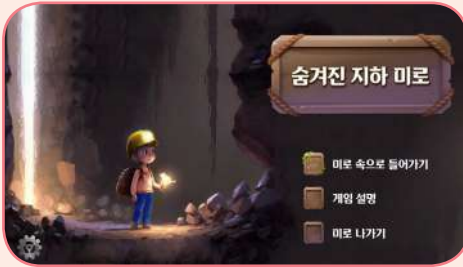 숨겨진 지하 미로
미로 속으로 들어가기
게임 설명
미로 나가기